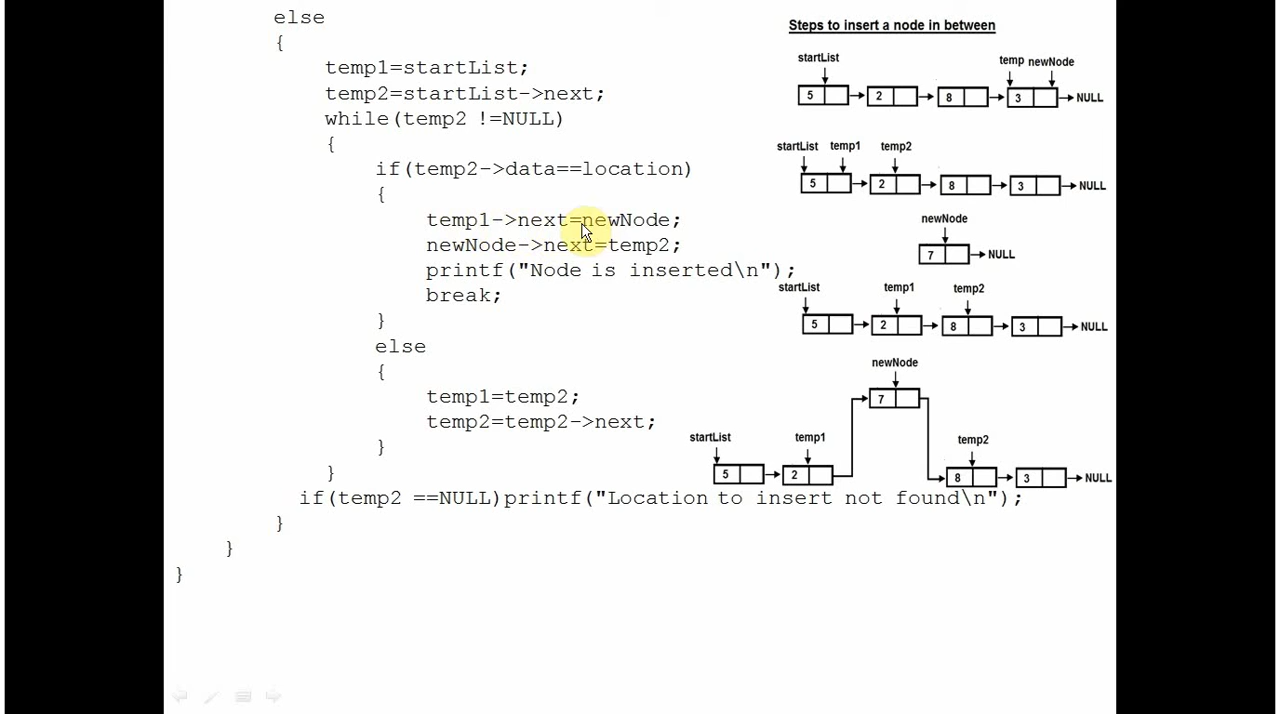 else
{
temp1=startList;
temp2=startList->next;
while(temp2 !=NULL)
{
if(temp2->data==location)
{
temp1->next=newNode;
newNode->next=temp2;
printf("Node is inserted\n");
break;
}
else
{
temp1=temp2;
temp2=temp2->next;
}
}
if(temp2 ==NULL)printf("Location to insert not found\n");
}
}
}
Steps to insert a node in between
startList temp newNode
5 2 8 3 NULL
startList temp1 temp2
5 2 8 3 NULL
newNode
7 NULL
startList temp1 temp2
5 2 8 3 NULL
newNode
7
startList temp1 temp2
5 2 8 3 NULL